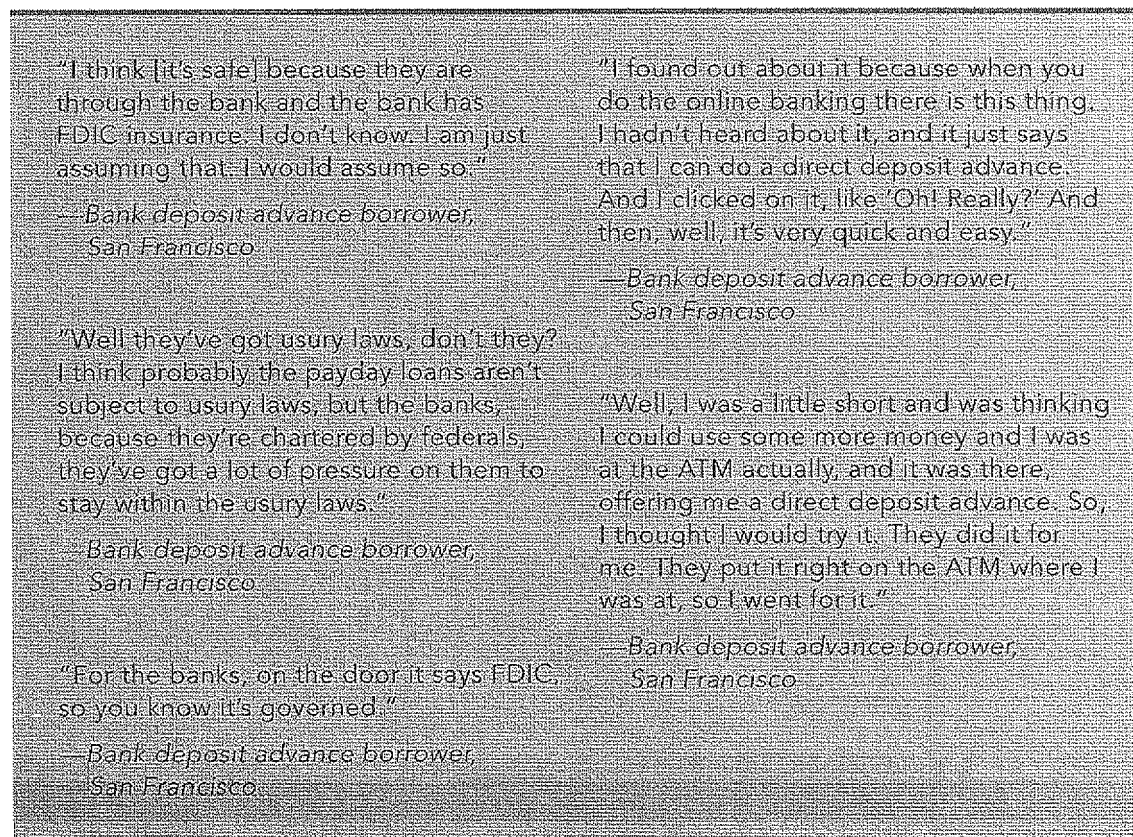 "I think [it's safe] because they are
through the bank and the bank has
FDIC insurance. I don't know. I am just
assuming that. I would assume so."
—Bank deposit advance borrower,
San Francisco
"Well they've got usury laws, don't they?
I think probably the payday loans aren't
subject to usury laws, but the banks,
because they're chartered by federals,
they've got a lot of pressure on them to
stay within the usury laws."
—Bank deposit advance borrower,
San Francisco
"For the banks, on the door it says FDIC,
so you know it's governed."
—Bank deposit advance borrower,
San Francisco
"I found out about it because when you
do the online banking there is this thing.
I hadn't heard about it, and it just says
that I can do a direct deposit advance.
And I clicked on it, like 'Oh! Really?' And
then, well, it's very quick and easy."
—Bank deposit advance borrower,
San Francisco
"Well, I was a little short and was thinking
I could use some more money and I was
at the ATM actually, and it was there,
offering me a direct deposit advance. So,
I thought I would try it. They did it for
me. They put it right on the ATM where I
was at, so I went for it."
—Bank deposit advance borrower,
San Francisco